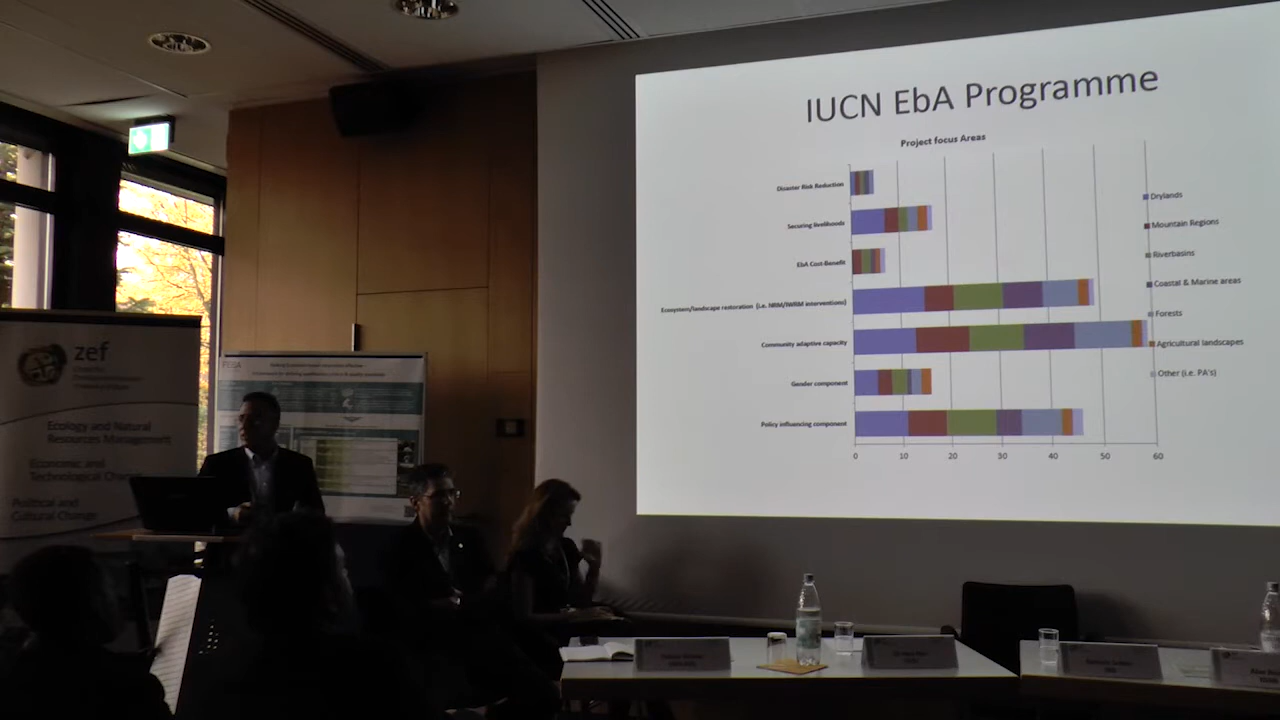 IUCN EbA Programme
Project focus Areas
Disaster Risk Reduction
Securing livelihoods
EbA Cost-Benefit
Ecosystem/landscape restoration (i.e. NRM/IWRM interventions)
Community adaptive capacity
Gender component
Policy influencing component
0 10 20 30 40 50 60
Drylands
Mountain Regions
Riverbasins
Coastal & Marine areas
Forests
Agricultural landscapes
Other (i.e. PA's)
zef
Ecology and Natural
Resources Management
Economic and
Technological Change
Political and
Cultural Change